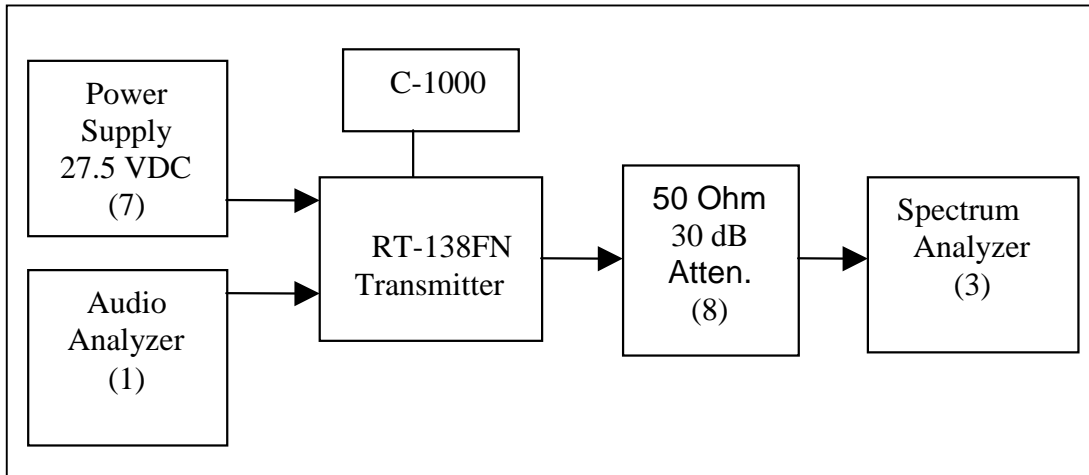 Power
Supply
27.5 VDC
(7)
Audio
Analyzer
(1)
C-1000
RT-138FN
Transmitter
50 Ohm
30 dB
Atten.
(8)
Spectrum
Analyzer
(3)